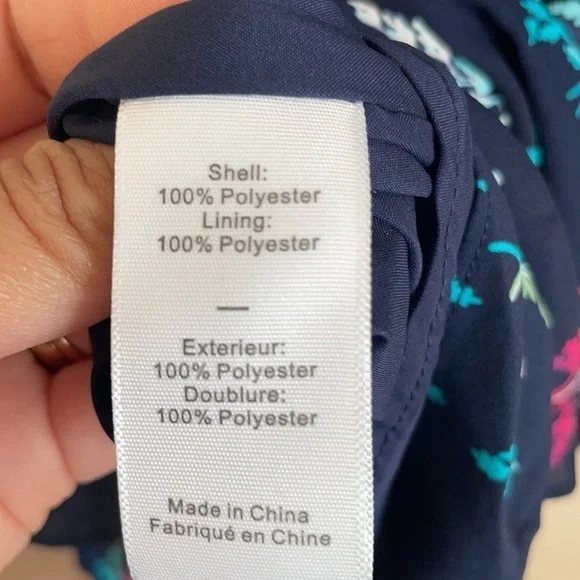 Shell:
100% Polyester
Lining:
100% Polyester
—
Exterieur:
100% Polyester
Doublure:
100% Polyester
Made in China
Fabriqué en Chine